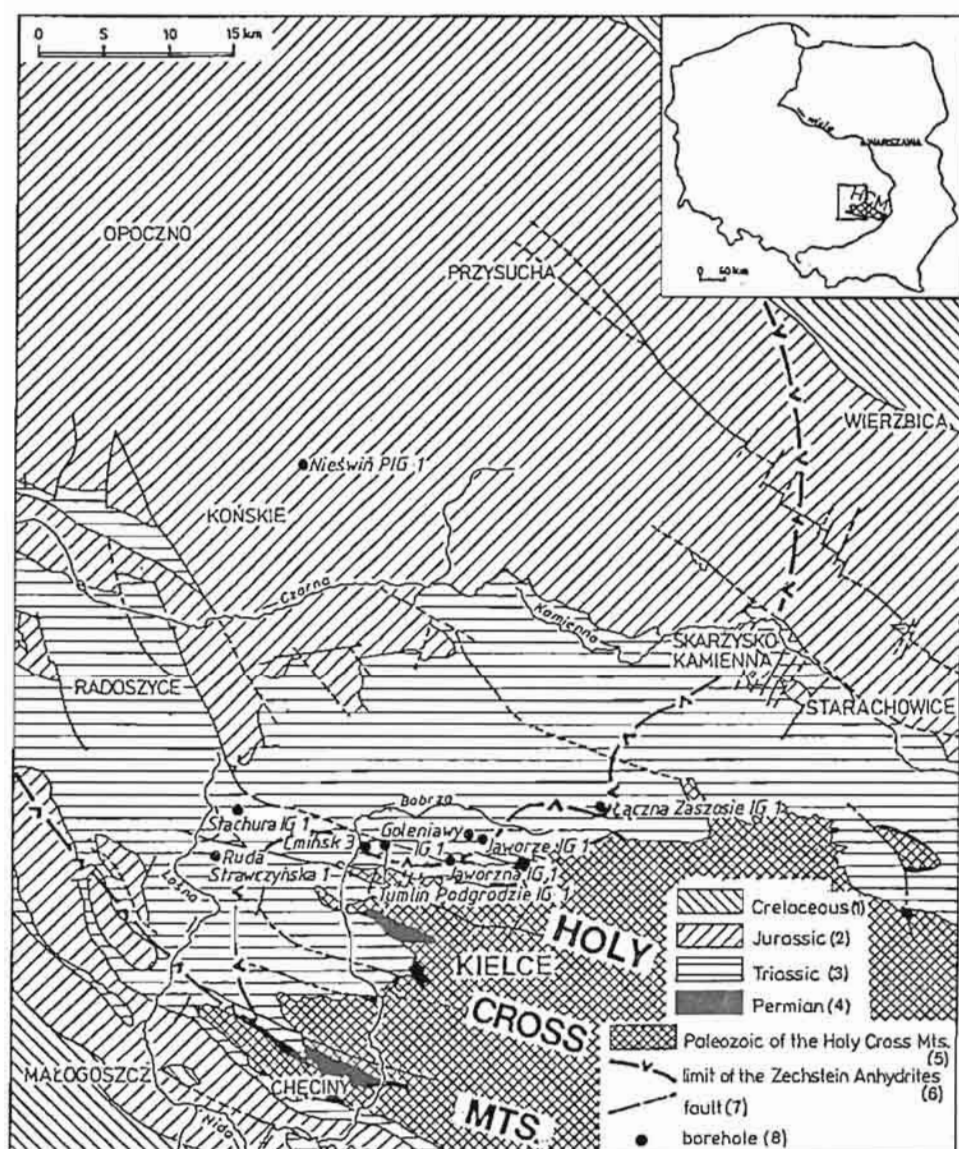 0 5 10 15 km
Wisła
WARSZAWA
H C M
0 50 km
OPOCZNO
PRZYSUCHA
WIERZBICA
Nieświń PIG 1
KOŃSKIE
Czarna
Kamienna
SKARŻYSKO
KAMIENNA
RADOSZYCE
STARACHOWICE
Bobrza
Łączna Zaszosie IG 1
Stachura IG 1
Goleniawy
Ćmińsk 3
IG 1
Jaworze IG 1
Ruda
Strawczyńska 1
Jaworzna IG 1
Tumlin Podgrodzie IG 1
Łośna
HOLY
KIELCE
CROSS
MTS.
Cretaceous (1)
Jurassic (2)
Triassic (3)
Permian (4)
Paleozoic of the Holy Cross Mts.
(5)
limit of the Zechstein Anhydrites
(6)
fault (7)
borehole (8)
MAŁOGOSZCZ
CHĘCINY
Nida